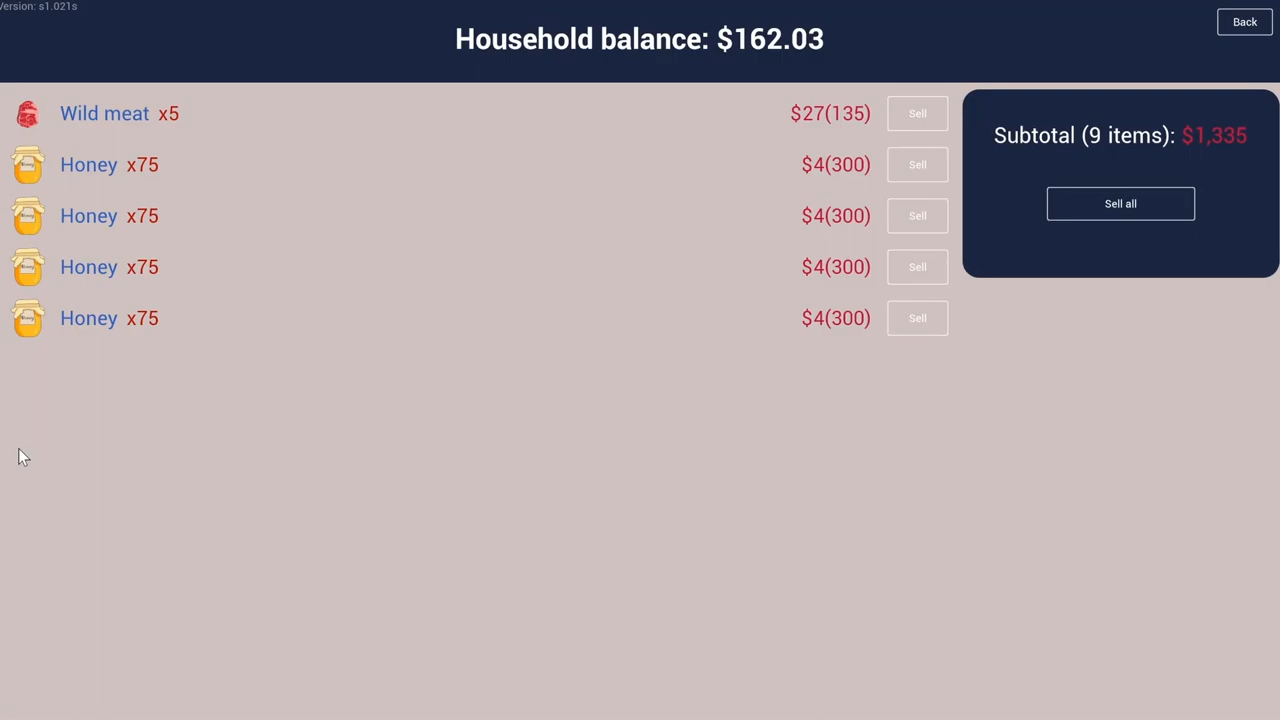 Version: s1.021s
Household balance: $162.03
Back
Wild meat x5 $27(135) Sell
Honey x75 $4(300) Sell
Honey x75 $4(300) Sell
Honey x75 $4(300) Sell
Honey x75 $4(300) Sell
Subtotal (9 items): $1,335
Sell all